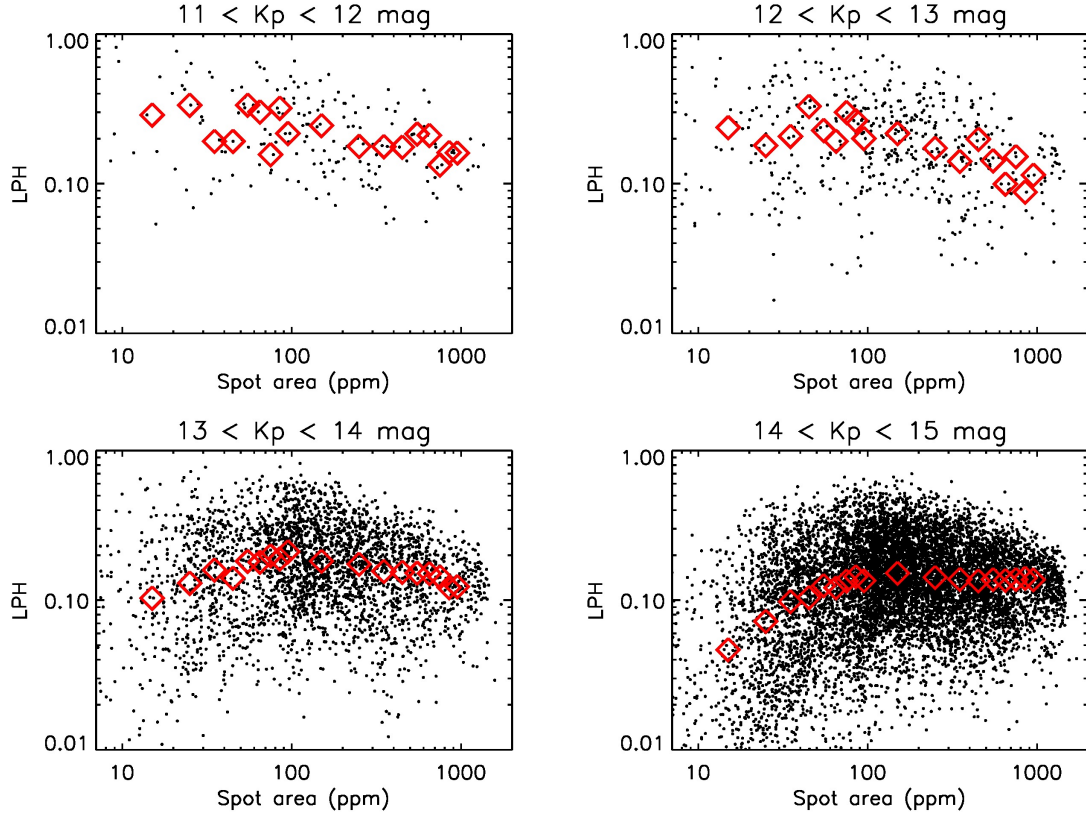 11 < Kp < 12 mag
1.00
0.10
0.01
LPH
10 100 1000
Spot area (ppm)
12 < Kp < 13 mag
1.00
0.10
0.01
LPH
10 100 1000
Spot area (ppm)
13 < Kp < 14 mag
1.00
0.10
0.01
LPH
10 100 1000
Spot area (ppm)
14 < Kp < 15 mag
1.00
0.10
0.01
LPH
10 100 1000
Spot area (ppm)